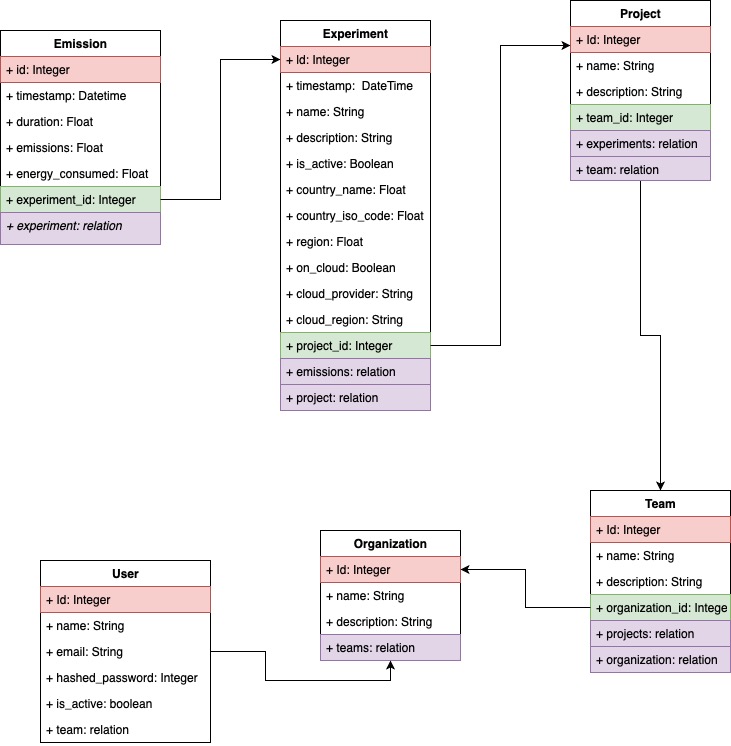 Emission
+ id: Integer
+ timestamp: Datetime
+ duration: Float
+ emissions: Float
+ energy_consumed: Float
+ experiment_id: Integer
+ experiment: relation
Experiment
+ Id: Integer
+ timestamp:  DateTime
+ name: String
+ description: String
+ is_active: Boolean
+ country_name: Float
+ country_iso_code: Float
+ region: Float
+ on_cloud: Boolean
+ cloud_provider: String
+ cloud_region: String
+ project_id: Integer
+ emissions: relation
+ project: relation
Project
+ Id: Integer
+ name: String
+ description: String
+ team_id: Integer
+ experiments: relation
+ team: relation
User
+ Id: Integer
+ name: String
+ email: String
+ hashed_password: Integer
+ is_active: boolean
+ team: relation
Organization
+ Id: Integer
+ name: String
+ description: String
+ teams: relation
Team
+ Id: Integer
+ name: String
+ description: String
+ organization_id: Intege
+ projects: relation
+ organization: relation